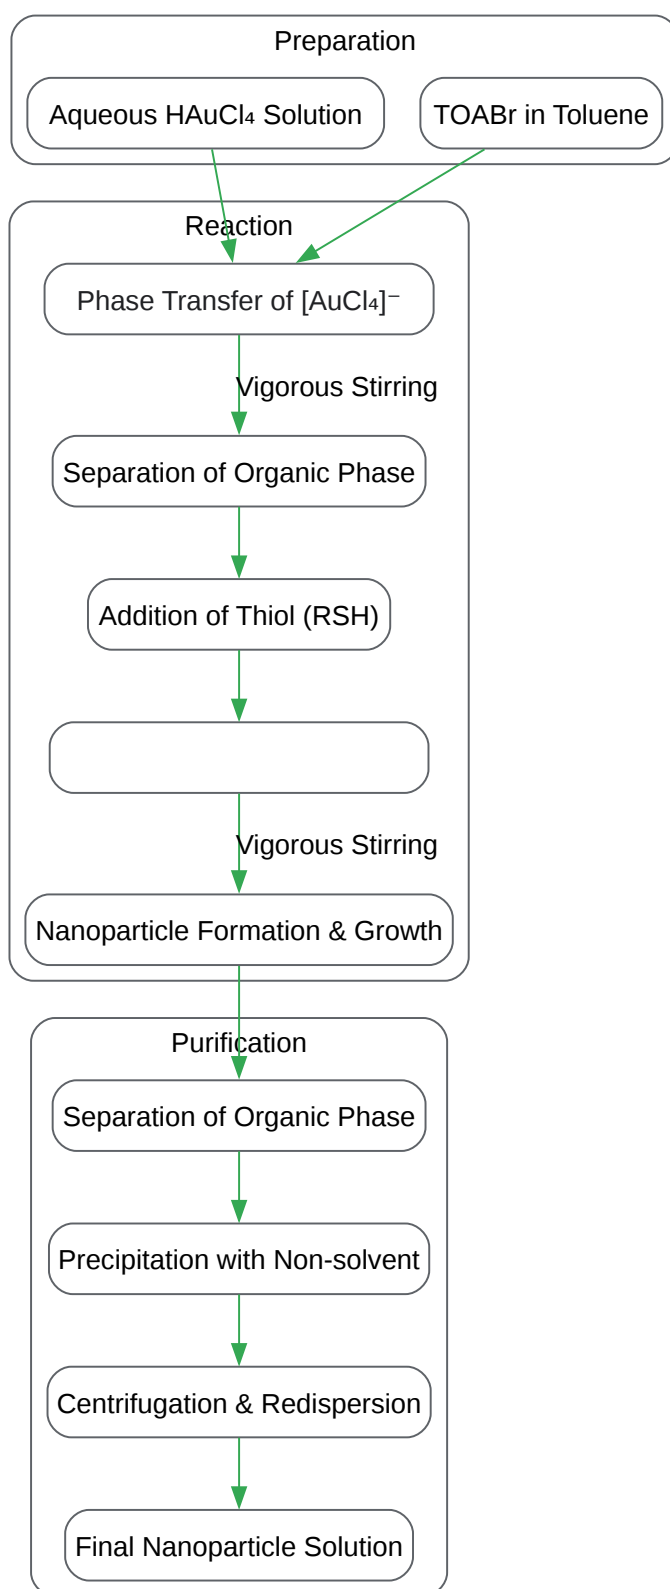 Preparation
Aqueous HAuCl₄ Solution
TOABr in Toluene
Reaction
Phase Transfer of [AuCl₄]⁻
Vigorous Stirring
Separation of Organic Phase
Addition of Thiol (RSH)
Vigorous Stirring
Nanoparticle Formation & Growth
Purification
Separation of Organic Phase
Precipitation with Non-solvent
Centrifugation & Redispersion
Final Nanoparticle Solution